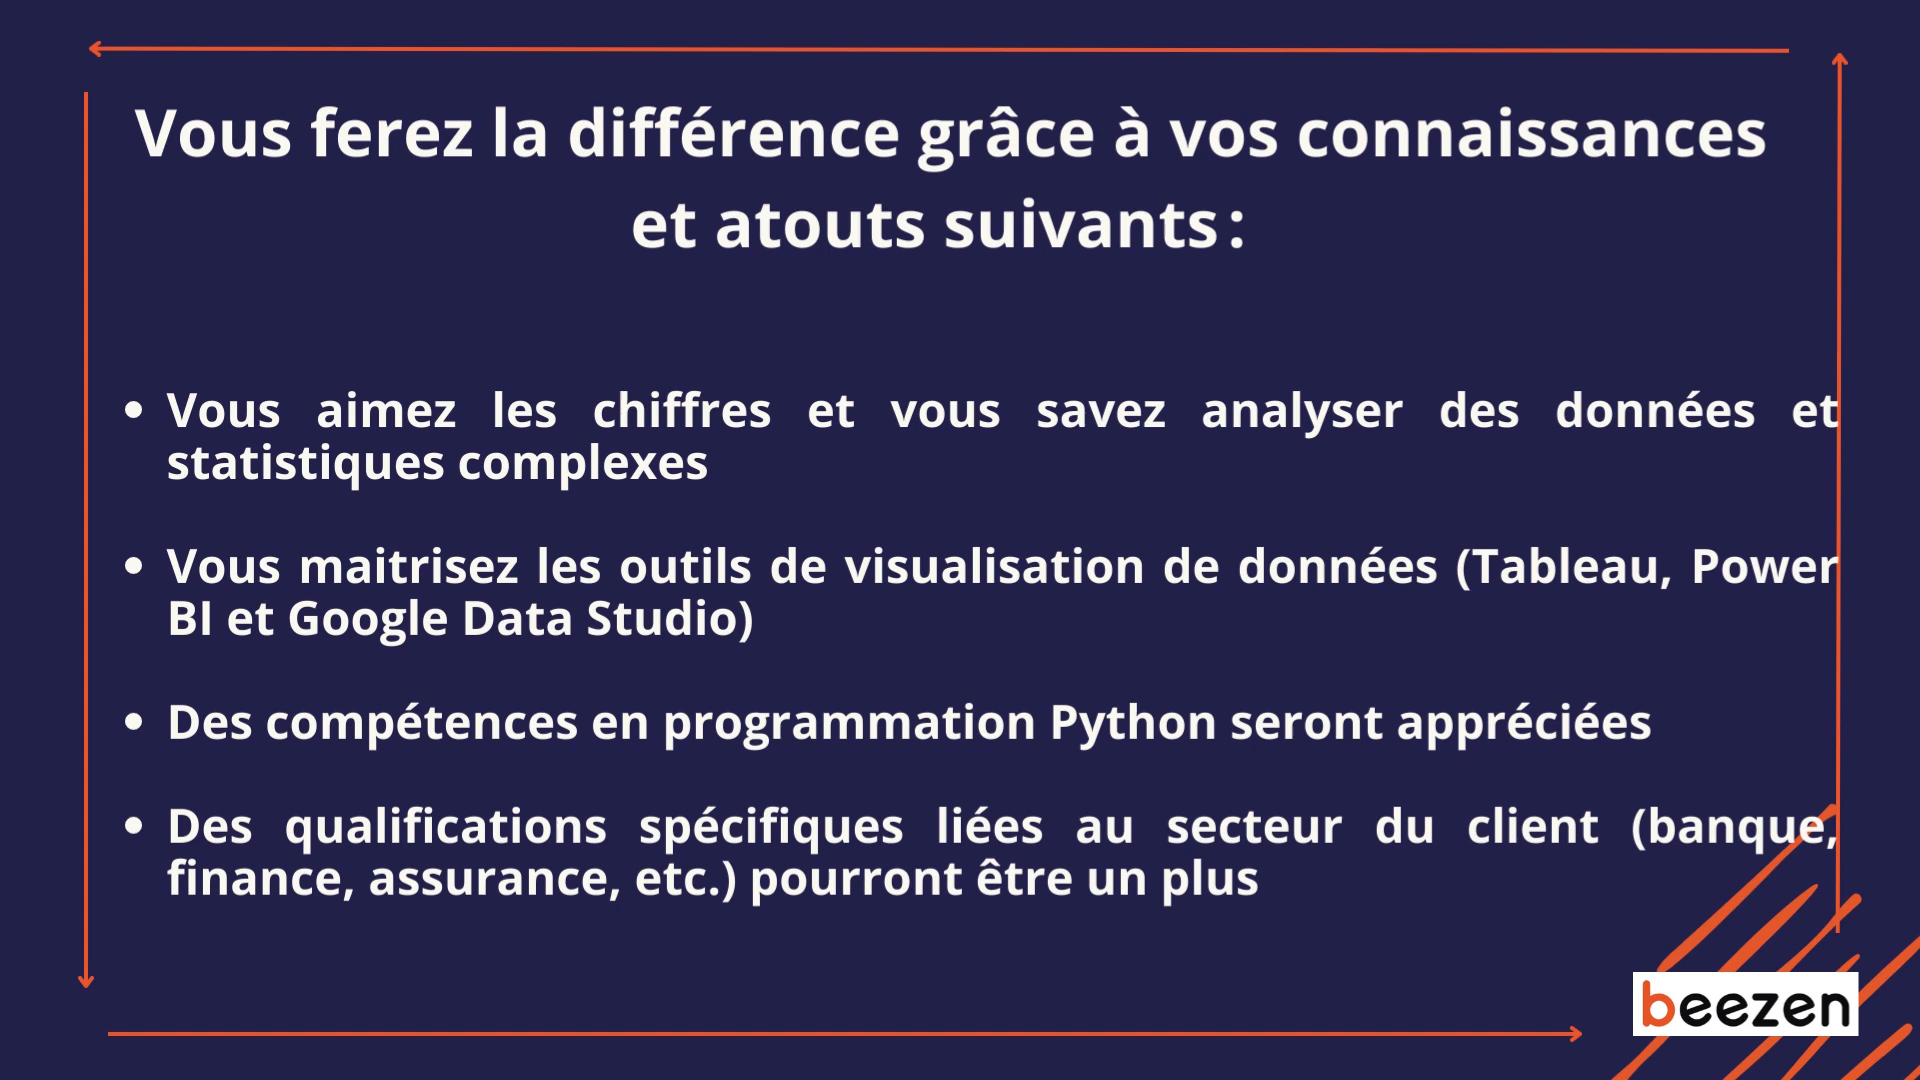 Vous ferez la différence grâce à vos connaissances
et atouts suivants :
• Vous aimez les chiffres et vous savez analyser des données et
statistiques complexes
• Vous maitrisez les outils de visualisation de données (Tableau, Power
BI et Google Data Studio)
• Des compétences en programmation Python seront appréciées
• Des qualifications spécifiques liées au secteur du client (banque,
finance, assurance, etc.) pourront être un plus
beezen